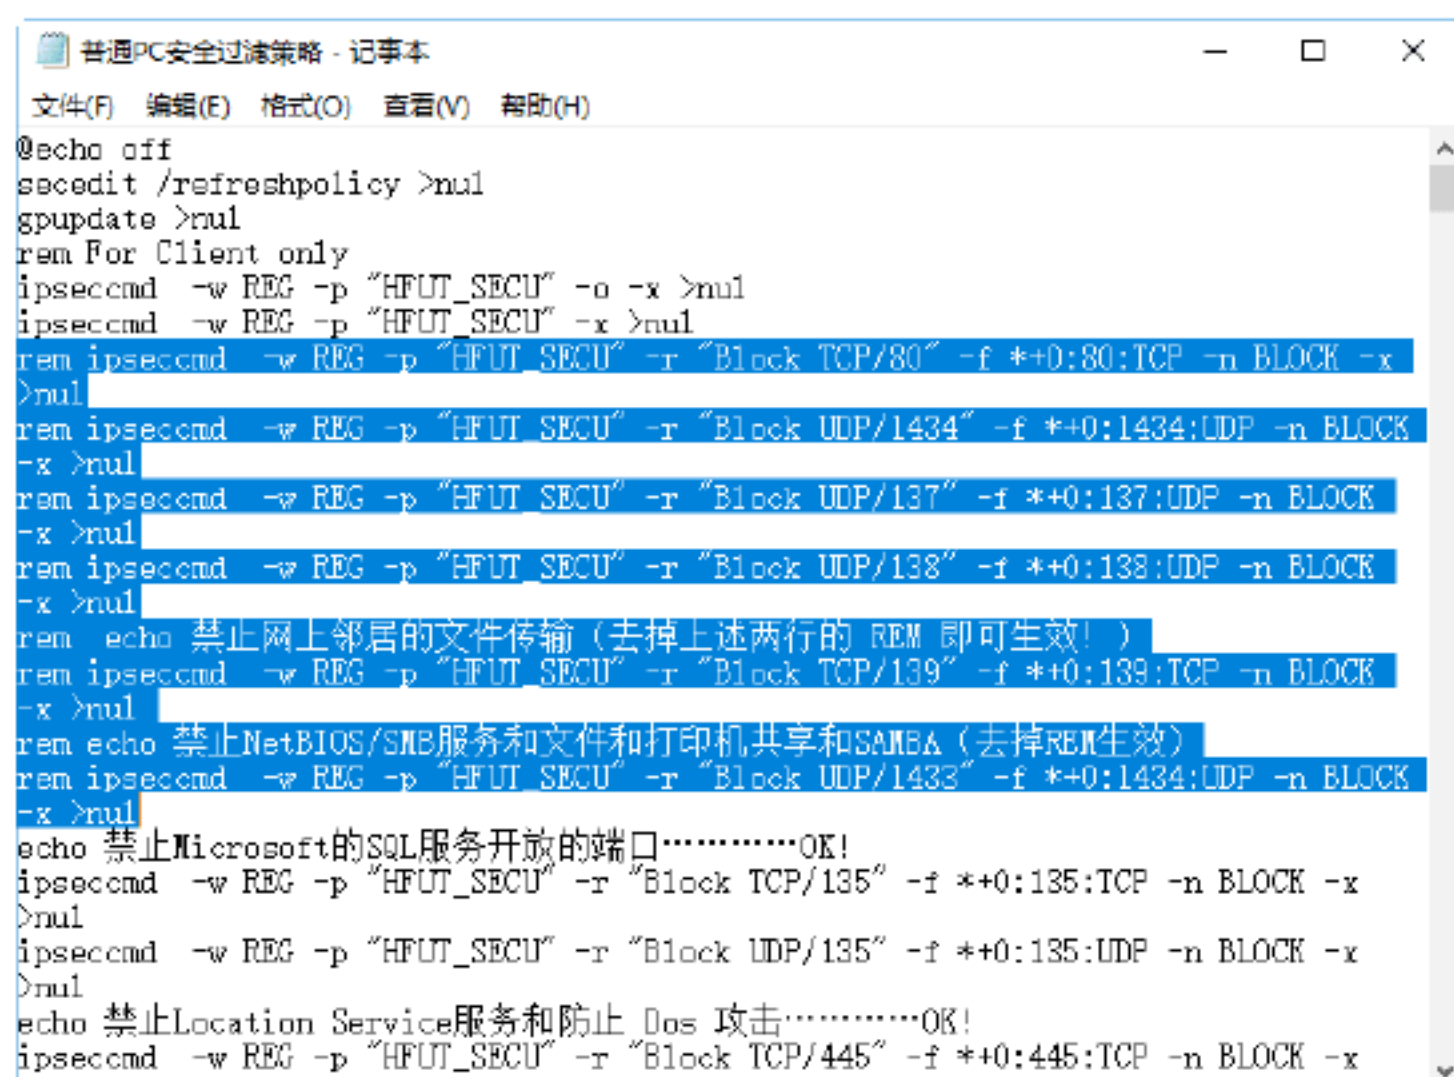 普通PC安全过滤策略 - 记事本
文件(F) 编辑(E) 格式(O) 查看(V) 帮助(H)
@echo off
secedit /refreshpolicy >nul
gpupdate >nul
rem For Client only
ipseccmd  -w REG -p "HFUT_SECU" -o -x >nul
ipseccmd  -w REG -p "HFUT_SECU" -x >nul
rem ipseccmd  -w REG -p "HFUT_SECU" -r "Block TCP/80" -f *+0:80:TCP -n BLOCK -x
>nul
rem ipseccmd  -w REG -p "HFUT_SECU" -r "Block UDP/1434" -f *+0:1434:UDP -n BLOCK
-x >nul
rem ipseccmd  -w REG -p "HFUT_SECU" -r "Block UDP/137" -f *+0:137:UDP -n BLOCK
-x >nul
rem ipseccmd  -w REG -p "HFUT_SECU" -r "Block UDP/138" -f *+0:138:UDP -n BLOCK
-x >nul
rem  echo 禁止网上邻居的文件传输（去掉上述两行的 REM 即可生效！）
rem ipseccmd  -w REG -p "HFUT_SECU" -r "Block TCP/139" -f *+0:139:TCP -n BLOCK
-x >nul
rem echo 禁止NetBIOS/SMB服务和文件和打印机共享和SAMBA（去掉REM生效）
rem ipseccmd  -w REG -p "HFUT_SECU" -r "Block UDP/1433" -f *+0:1434:UDP -n BLOCK
-x >nul
echo 禁止Microsoft的SQL服务开放的端口…………OK!
ipseccmd  -w REG -p "HFUT_SECU" -r "Block TCP/135" -f *+0:135:TCP -n BLOCK -x
>nul
ipseccmd  -w REG -p "HFUT_SECU" -r "Block UDP/135" -f *+0:135:UDP -n BLOCK -x
>nul
echo 禁止Location Service服务和防止 Dos 攻击…………OK!
ipseccmd  -w REG -p "HFUT_SECU" -r "Block TCP/445" -f *+0:445:TCP -n BLOCK -x